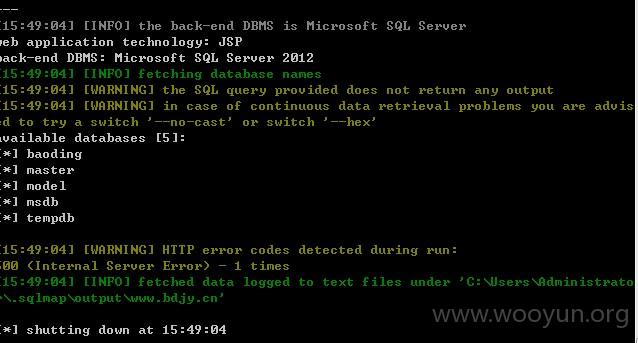 ---
[15:49:04] [INFO] the back-end DBMS is Microsoft SQL Server
web application technology: JSP
back-end DBMS: Microsoft SQL Server 2012
[15:49:04] [INFO] fetching database names
[15:49:04] [WARNING] the SQL query provided does not return any output
[15:49:04] [WARNING] in case of continuous data retrieval problems you are advis
ed to try a switch '--no-cast' or switch '--hex'
available databases [5]:
[*] baoding
[*] master
[*] model
[*] msdb
[*] tempdb
[15:49:04] [WARNING] HTTP error codes detected during run:
500 (Internal Server Error) - 1 times
[15:49:04] [INFO] fetched data logged to text files under 'C:\Users\Administrato
r\.sqlmap\output\www.bdjy.cn'
[*] shutting down at 15:49:04
www.wooyun.org